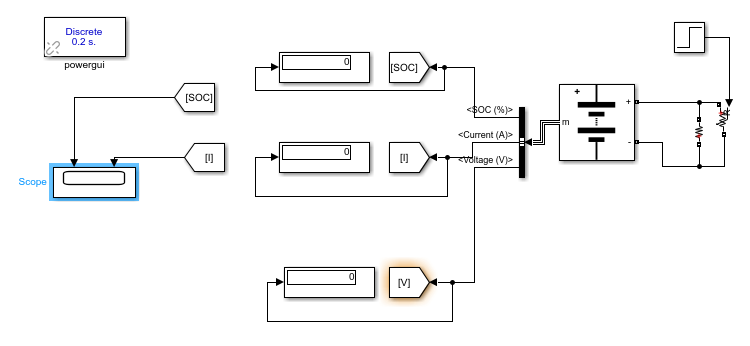 Discrete
0.2 s.
powergui
[SOC]
[I]
Scope
0
[SOC]
0
[I]
0
[V]
<SOC (%)>
<Current (A)>
<Voltage (V)>
m
+
+
-